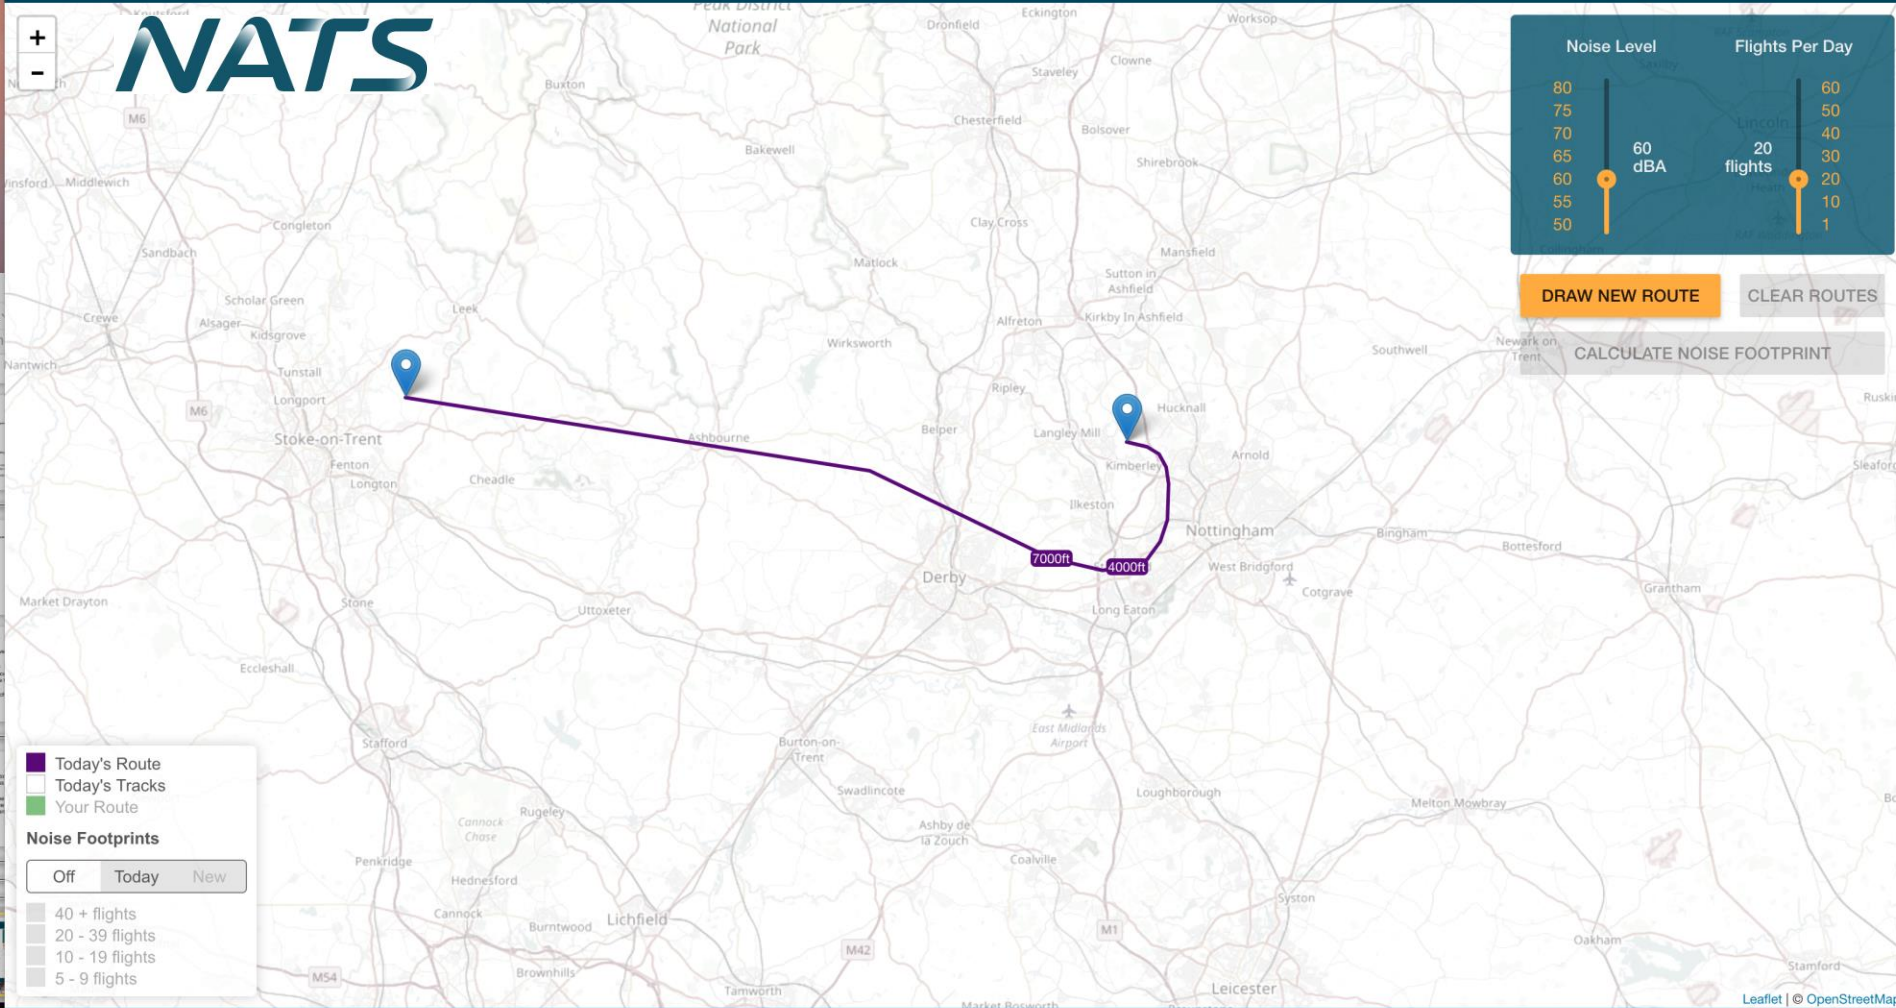 Knutsford
Peak District
National
Park
Dronfield
Eckington
Worksop
+
-
NATS
Buxton
Staveley
Clowne
M6
Chesterfield
Bolsover
Bakewell
Shirebrook
Middlewich
Congleton
Clay Cross
Sandbach
Matlock
Mansfield
Sutton in
Ashfield
Scholar Green
Leek
Crewe
Alsager
Kidsgrove
Alfreton
Kirkby In Ashfield
Wirksworth
Southwell
Newark on
Trent
Nantwich
Tunstall
Ripley
Longport
M6
Hucknall
Stoke-on-Trent
Ashbourne
Belper
Langley Mill
Fenton
Longton
Cheadle
Kimberley
Arnold
Ilkeston
Nottingham
Bingham
Bottesford
7000ft
4000ft
Derby
West Bridgford
Cotgrave
Grantham
Market Drayton
Stone
Uttoxeter
Long Eaton
Eccleshall
East Midlands
Airport
Stafford
Burton-on-
Trent
Swadlincote
Loughborough
Melton Mowbray
Rugeley
Cannock
Chase
Ashby de
la Zouch
Coalville
Penkridge
Hednesford
Syston
Cannock
Burntwood
Lichfield
M1
Oakham
M42
M54
Brownhills
Tamworth
Leicester
Stamford
Market Bosworth
Noise Level
Flights Per Day
80
75
70
65
60
55
50
60
dBA
20
flights
60
50
40
30
20
10
1
Lincoln
DRAW NEW ROUTE
CLEAR ROUTES
CALCULATE NOISE FOOTPRINT
Today's Route
Today's Tracks
Your Route
Noise Footprints
Off Today New
40 + flights
20 - 39 flights
10 - 19 flights
5 - 9 flights
Leaflet | © OpenStreetMap